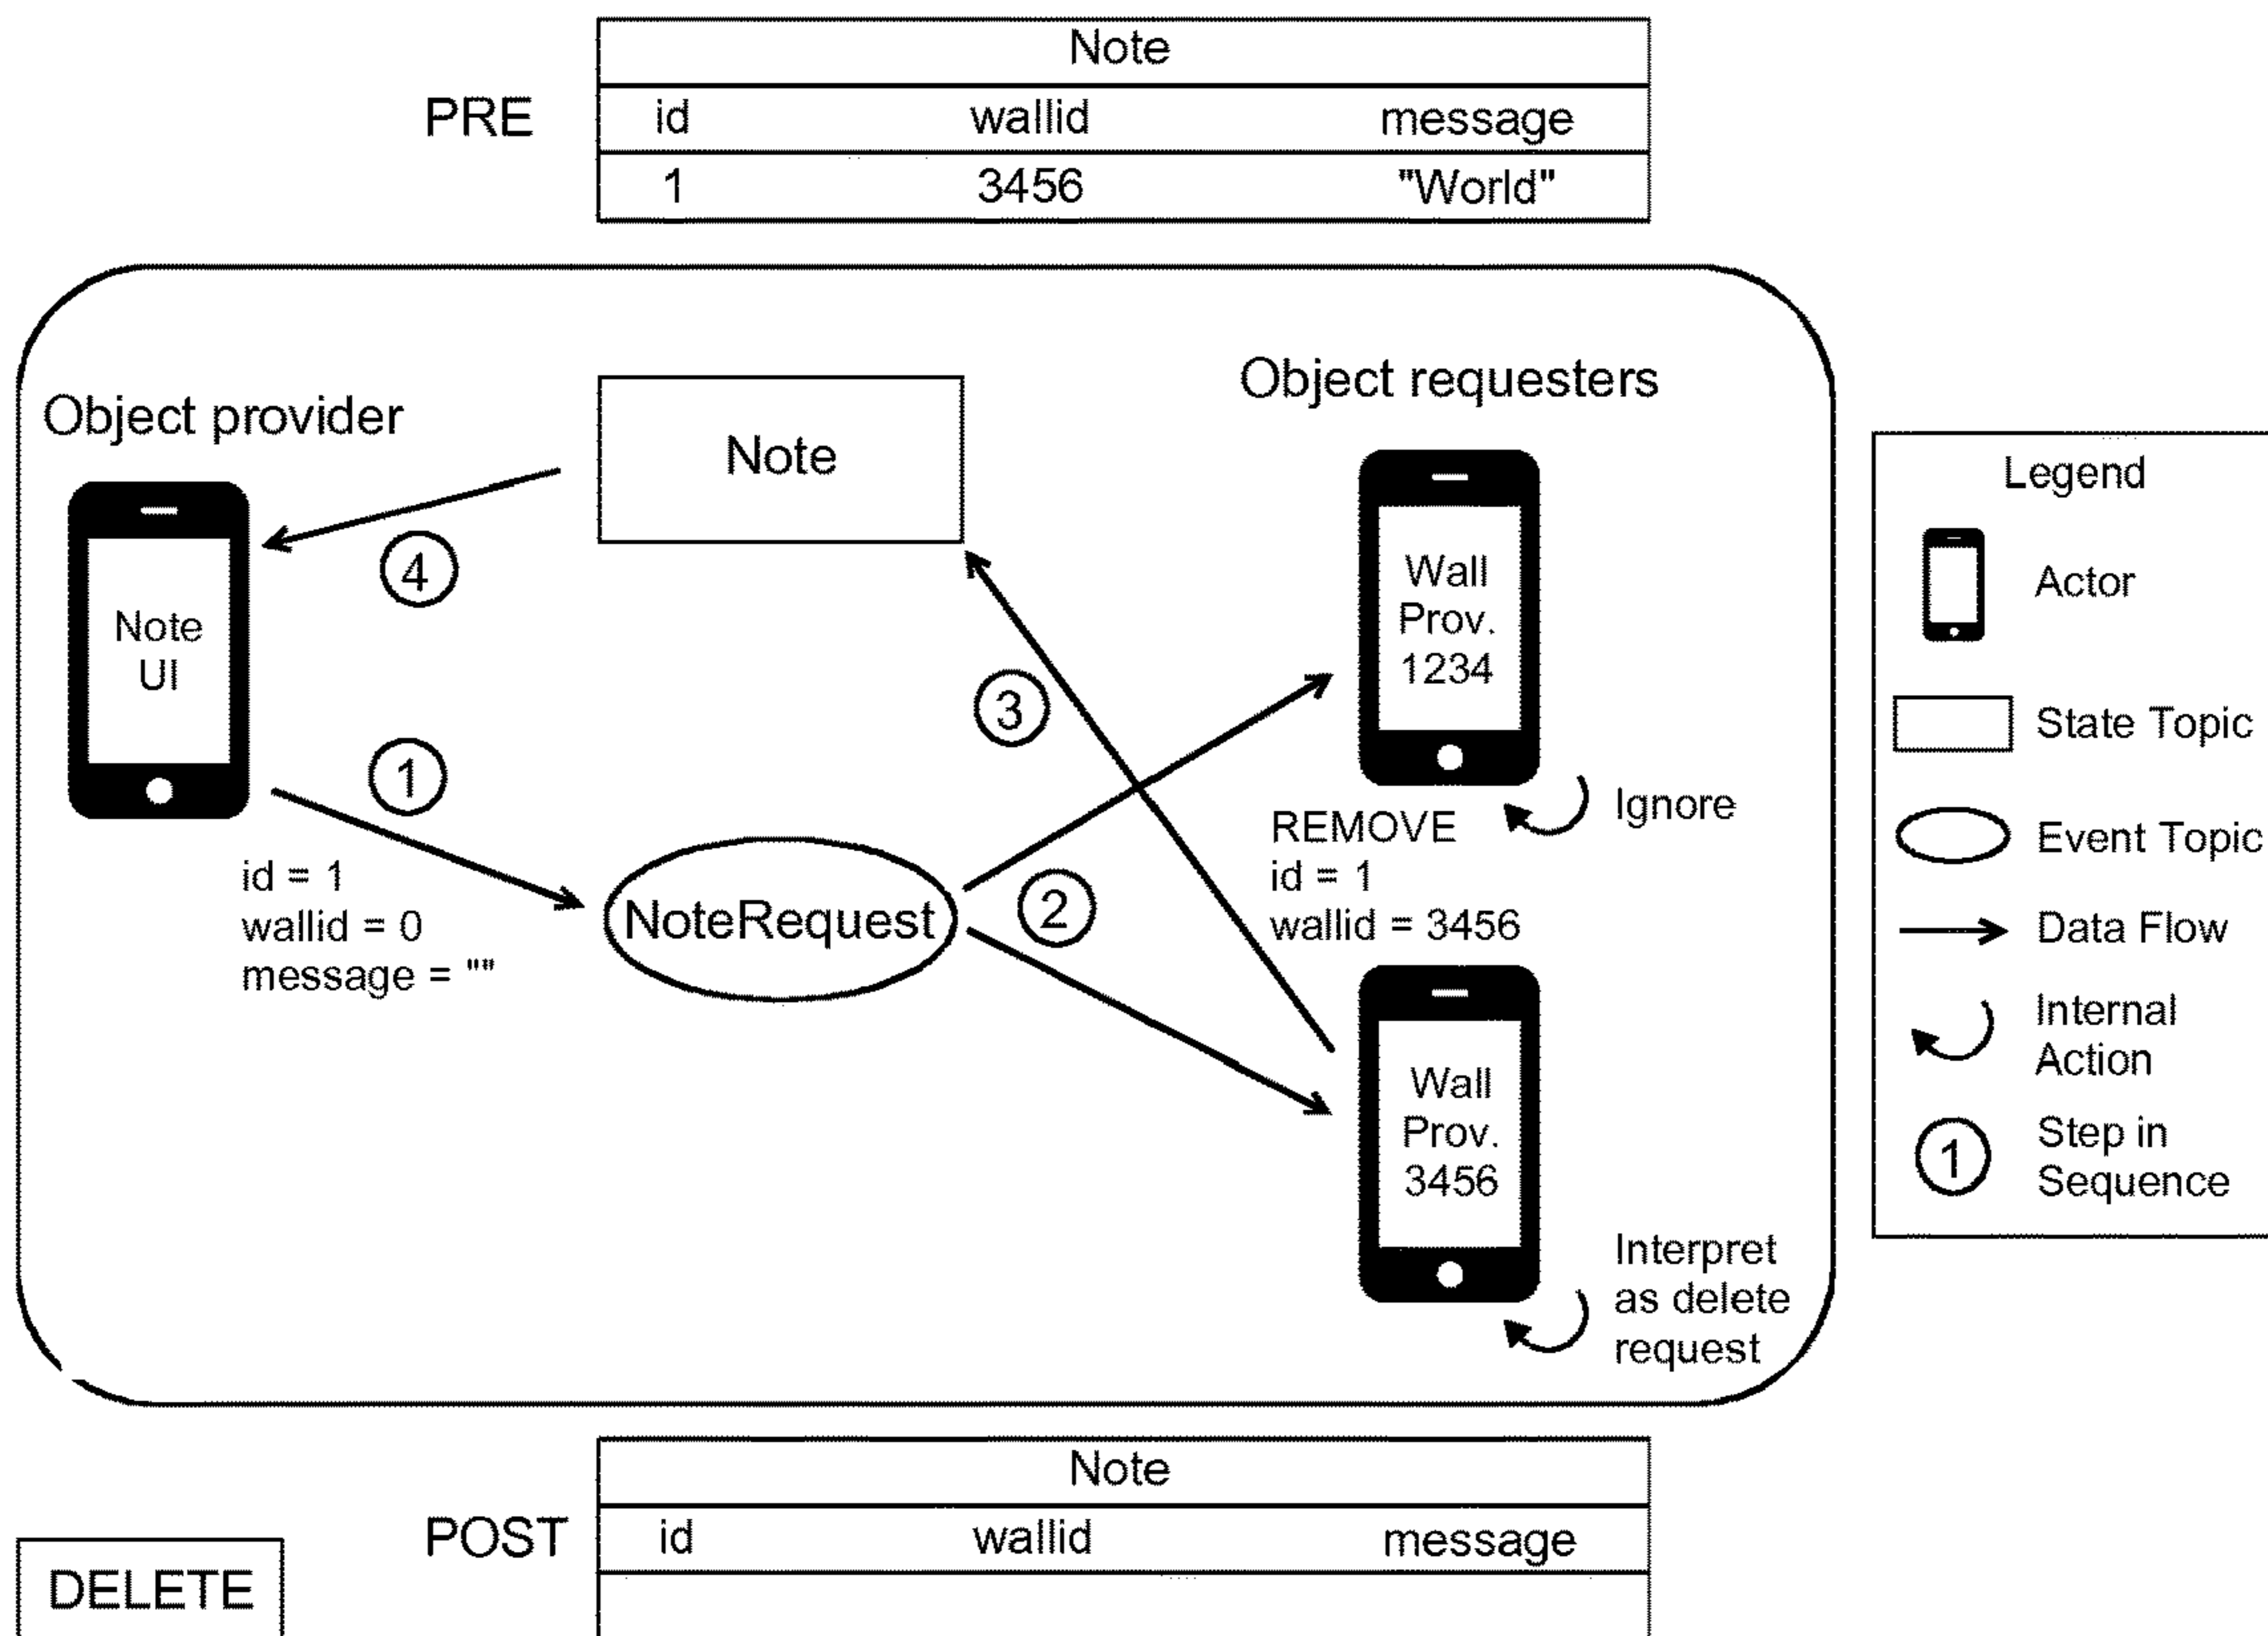 Note
PRE
id wallid message
1 3456 "World"
Object provider
Object requesters
Note
Note
UI
4
1
id = 1
wallid = 0
message = ""
NoteRequest
2
3
Wall
Prov.
1234
Ignore
REMOVE
id = 1
wallid = 3456
Wall
Prov.
3456
Interpret
as delete
request
Legend
Actor
State Topic
Event Topic
Data Flow
Internal
Action
1
Step in
Sequence
Note
POST
id wallid message
DELETE